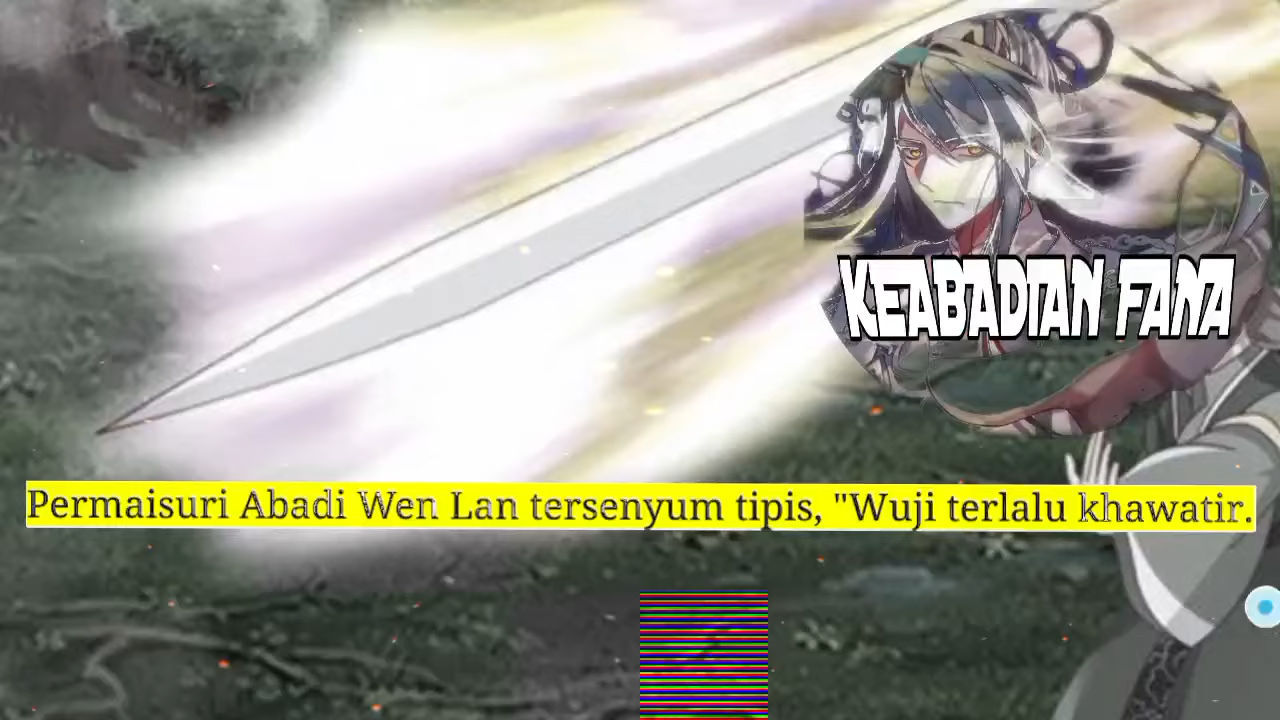 KEABADIAN FANA
Permaisuri Abadi Wen Lan tersenyum tipis, "Wuji terlalu khawatir.